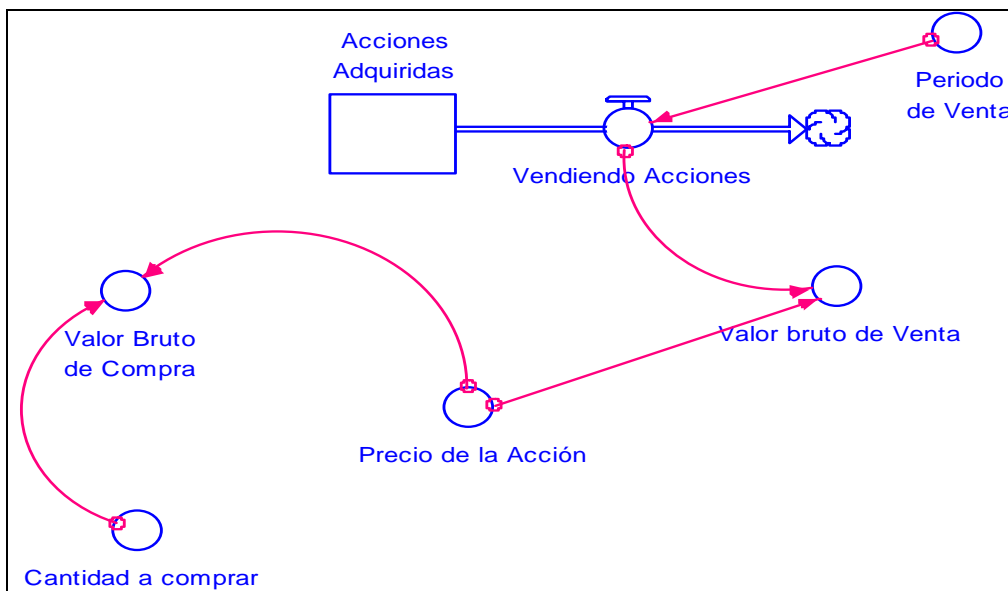 Acciones
Adquiridas
Periodo
de Venta
Vendiendo Acciones
Valor Bruto
de Compra
Valor bruto de Venta
Precio de la Acción
Cantidad a comprar